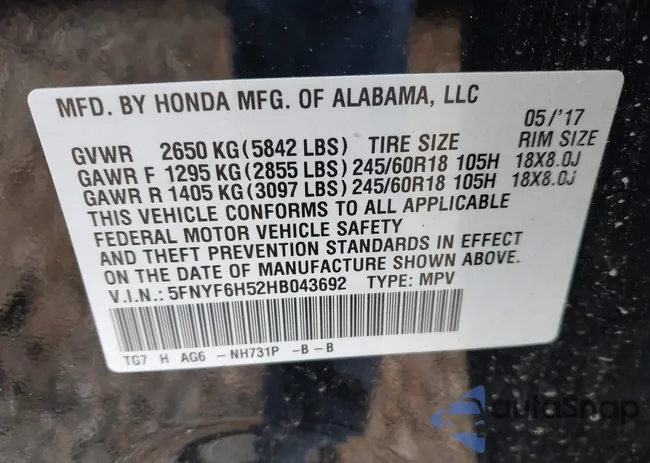 MFD. BY HONDA MFG. OF ALABAMA, LLC
05/'17
GVWR 2650 KG (5842 LBS) TIRE SIZE RIM SIZE
GAWR F 1295 KG (2855 LBS) 245/60R18 105H 18X8.0J
GAWR R 1405 KG (3097 LBS) 245/60R18 105H 18X8.0J
THIS VEHICLE CONFORMS TO ALL APPLICABLE
FEDERAL MOTOR VEHICLE SAFETY
AND THEFT PREVENTION STANDARDS IN EFFECT
ON THE DATE OF MANUFACTURE SHOWN ABOVE.
V.I.N.: 5FNYF6H52HB043692 TYPE: MPV
TG7 H AG6 -NH731P -B-B
autoSnap